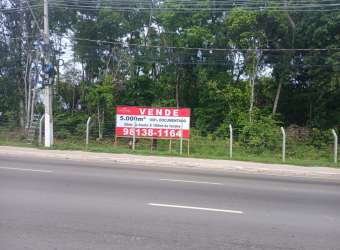 VENDE
5.000m² 100% DOCUMENTADO
98138-1164